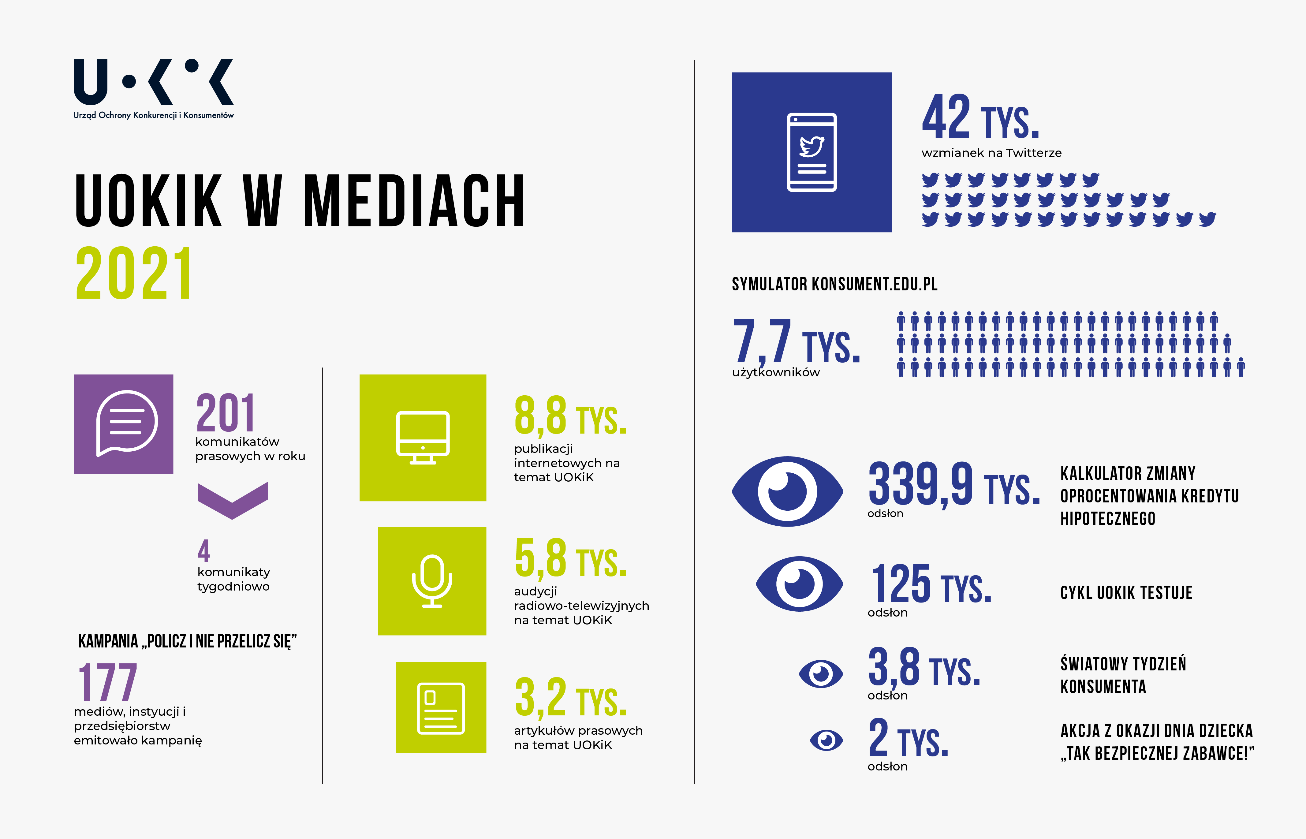 U·K·K
Urząd Ochrony Konkurencji i Konsumentów
UOKIK W MEDIACH
2021
201
komunikatów
prasowych w roku
4
komunikaty
tygodniowo
KAMPANIA „POLICZ I NIE PRZELICZ SIĘ”
177
mediów, instyucji i
przedsiębiorstw
emitowało kampanię
8,8 TYS.
publikacji
internetowych na
temat UOKiK
5,8 TYS.
audycji
radiowo-telewizyjnych
na temat UOKiK
3,2 TYS.
artykułów prasowych
na temat UOKiK
42 TYS.
wzmianek na Twitterze
SYMULATOR KONSUMENT.EDU.PL
7,7 TYS.
użytkowników
339,9 TYS.
odsłon
KALKULATOR ZMIANY
OPROCENTOWANIA KREDYTU
HIPOTECZNEGO
125 TYS.
odsłon
CYKL UOKIK TESTUJE
3,8 TYS.
odsłon
ŚWIATOWY TYDZIEŃ
KONSUMENTA
2 TYS.
odsłon
AKCJA Z OKAZJI DNIA DZIECKA
„TAK BEZPIECZNEJ ZABAWCE!”